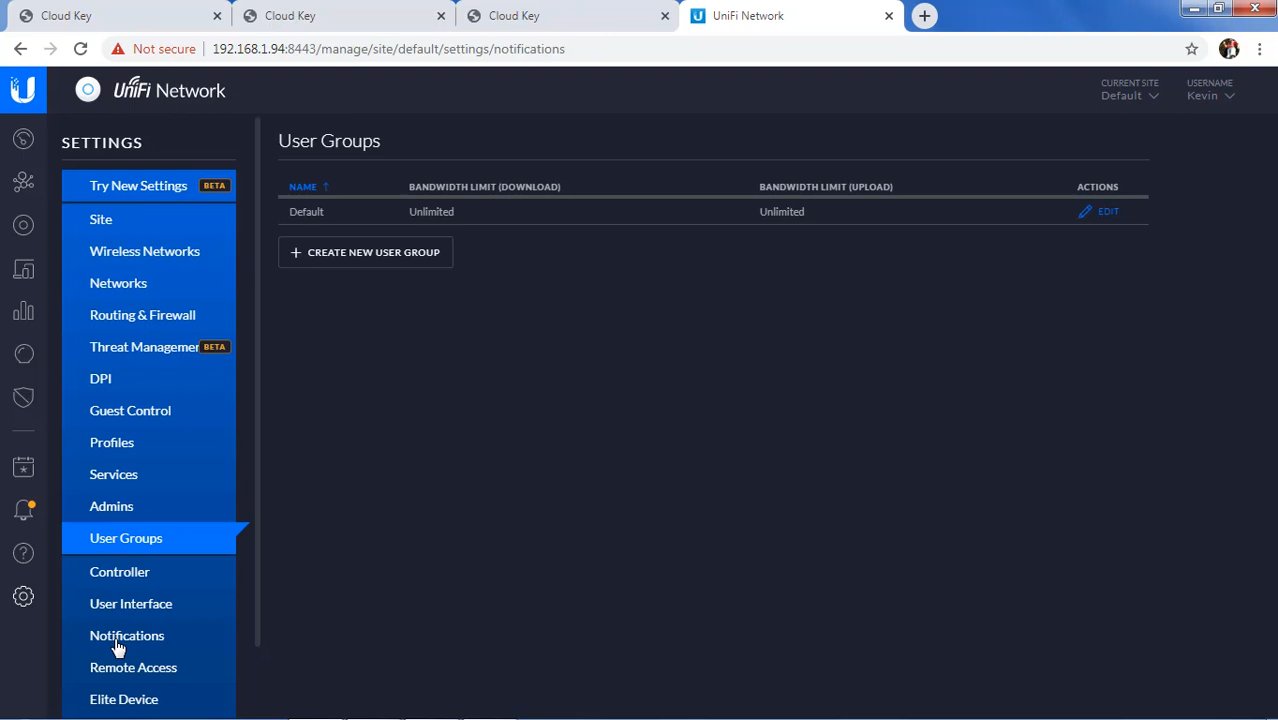 Cloud Key
Cloud Key
Cloud Key
UniFi Network
Not secure
192.168.1.94:8443/manage/site/default/settings/notifications
UniFi Network
CURRENT SITE
Default
USERNAME
Kevin
SETTINGS
Try New Settings BETA
Site
Wireless Networks
Networks
Routing & Firewall
Threat Managemen BETA
DPI
Guest Control
Profiles
Services
Admins
User Groups
Controller
User Interface
Notifications
Remote Access
Elite Device
User Groups
NAME BANDWIDTH LIMIT (DOWNLOAD) BANDWIDTH LIMIT (UPLOAD) ACTIONS
Default Unlimited Unlimited EDIT
CREATE NEW USER GROUP